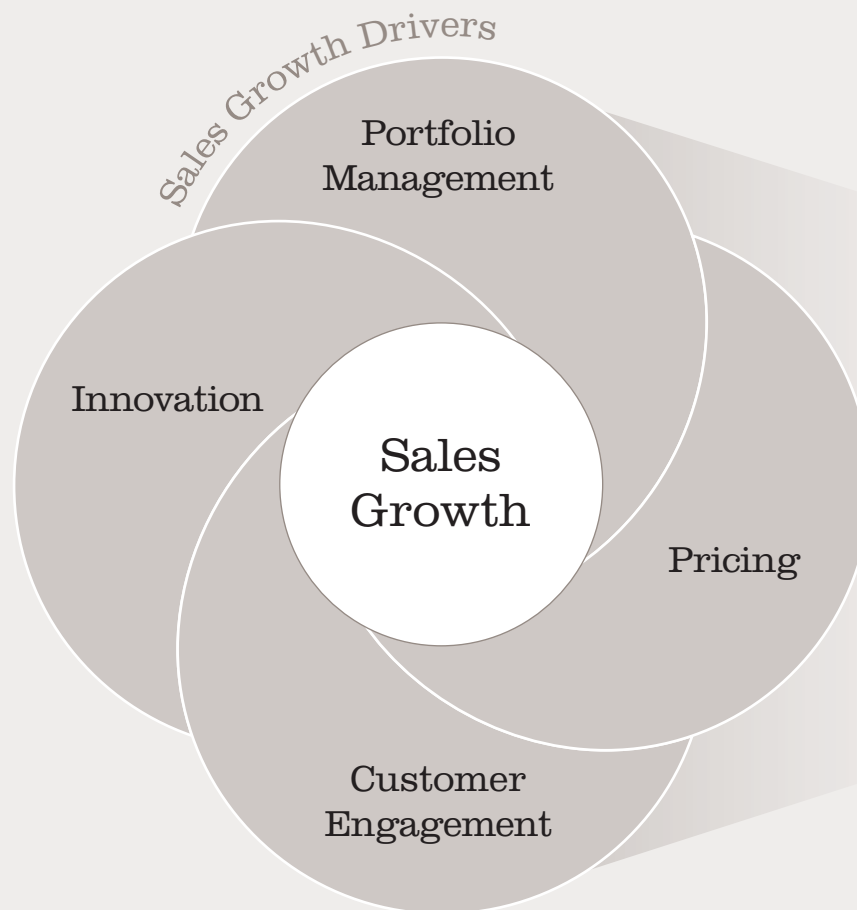 Sales Growth Drivers
Portfolio
Management
Innovation
Sales
Growth
Pricing
Customer
Engagement